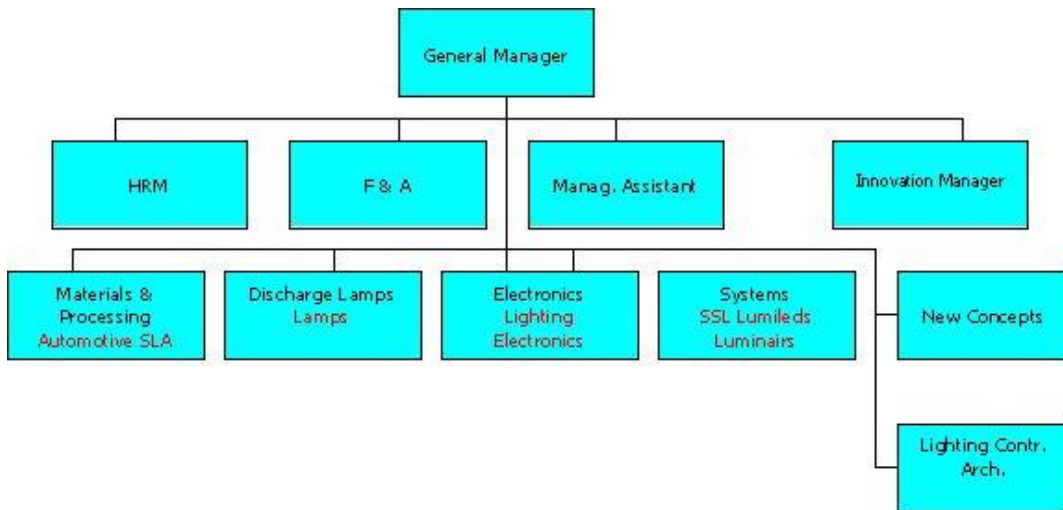 General Manager
HRM
F & A
Manag. Assistant
Innovation Manager
Materials &
Processing
Automotive SLA
Discharge Lamps
Lamps
Electronics
Lighting
Electronics
Systems
SSL Lumileds
Luminairs
New Concepts
Lighting Contr.
Arch.